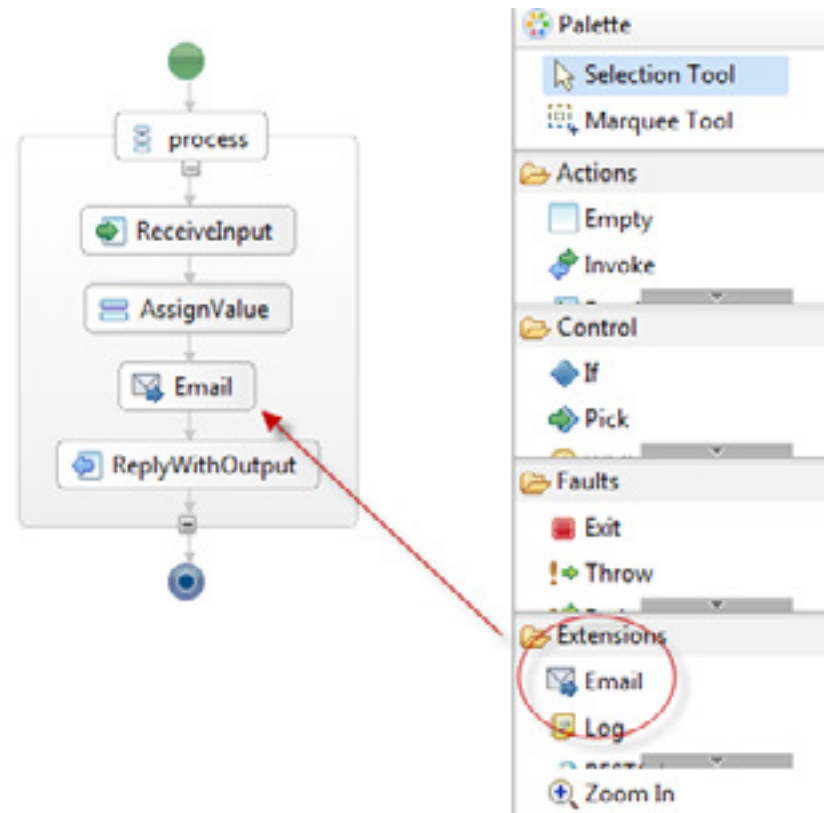 process
ReceiveInput
AssignValue
Email
ReplyWithOutput
Palette
Selection Tool
Marquee Tool
Actions
Empty
Invoke
Control
If
Pick
Faults
Exit
Throw
Extensions
Email
Log
Zoom In